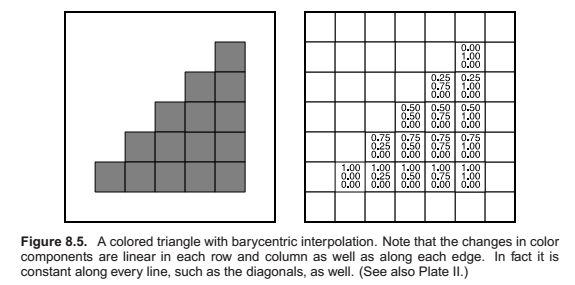 0.00
1.00
0.00
0.25 0.25
0.75 1.00
0.00 0.00
0.50 0.50 0.50
0.50 0.75 1.00
0.00 0.00 0.00
0.75 0.75 0.75 0.75
0.25 0.50 0.75 1.00
0.00 0.00 0.00 0.00
1.00 1.00 1.00 1.00 1.00
0.00 0.25 0.50 0.75 1.00
0.00 0.00 0.00 0.00 0.00
Figure 8.5. A colored triangle with barycentric interpolation. Note that the changes in color
components are linear in each row and column as well as along each edge. In fact it is
constant along every line, such as the diagonals, as well. (See also Plate II.)